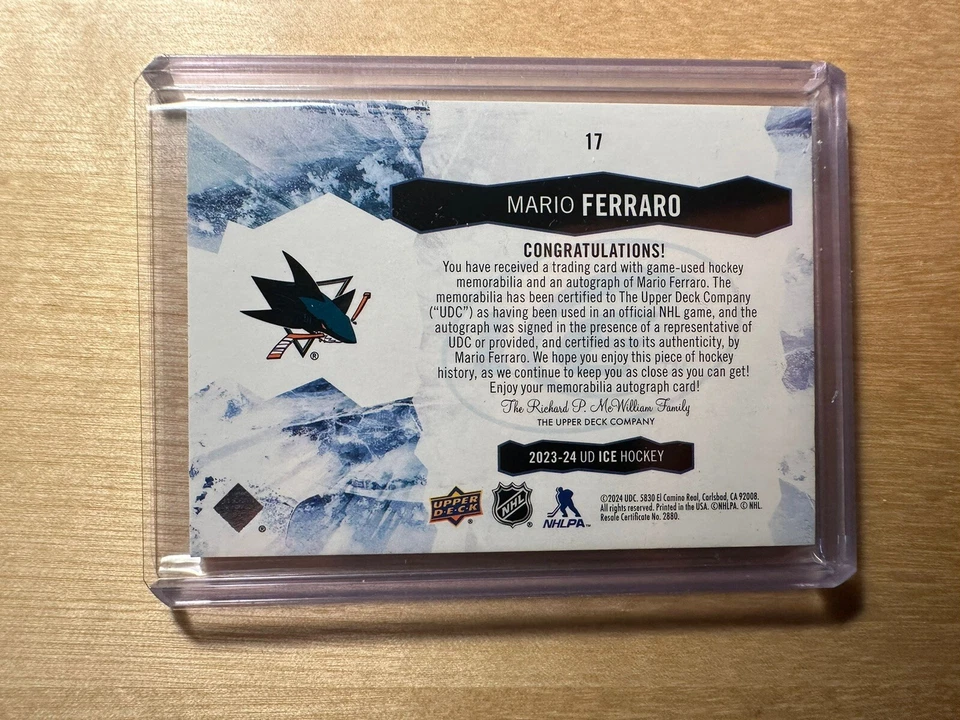 17
MARIO FERRARO
CONGRATULATIONS!
You have received a trading card with game-used hockey
memorabilia and an autograph of Mario Ferraro. The
memorabilia has been certified to The Upper Deck Company
("UDC") as having been used in an official NHL game, and the
autograph was signed in the presence of a representative of
UDC or provided, and certified as to its authenticity, by
Mario Ferraro. We hope you enjoy this piece of hockey
history, as we continue to keep you as close as you can get!
Enjoy your memorabilia autograph card!
The Richard P. McWilliam Family
THE UPPER DECK COMPANY
2023-24 UD ICE HOCKEY
®
®
UPPER
D·E·C·K
®
NHL
®
NHLPA™
©2024 UDC. 5830 El Camino Real, Carlsbad, CA 92008.
All rights reserved. Printed in the USA. ©NHLPA. © NHL.
Resale Certificate No. 2880.